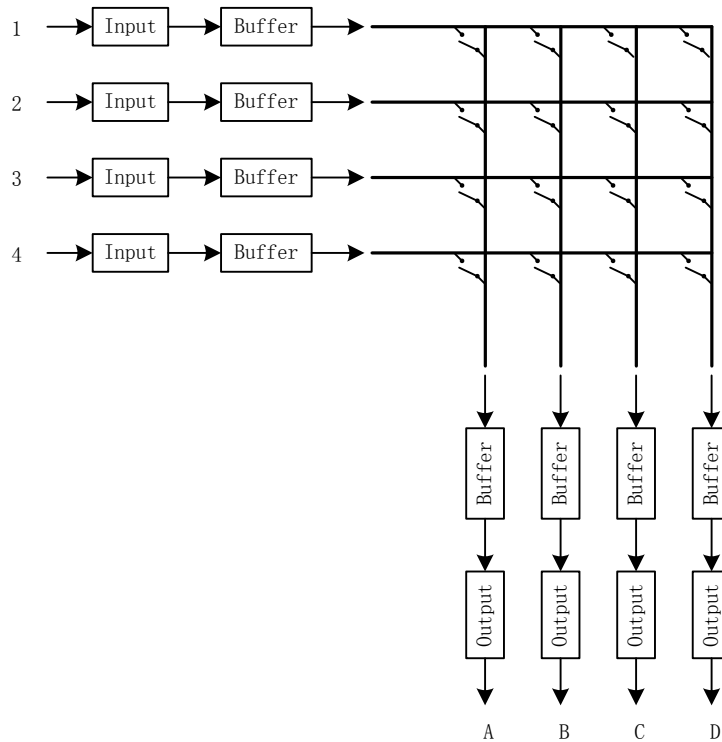 1 Input Buffer
2 Input Buffer
3 Input Buffer
4 Input Buffer
Buffer Buffer Buffer Buffer
Output Output Output Output
A B C D